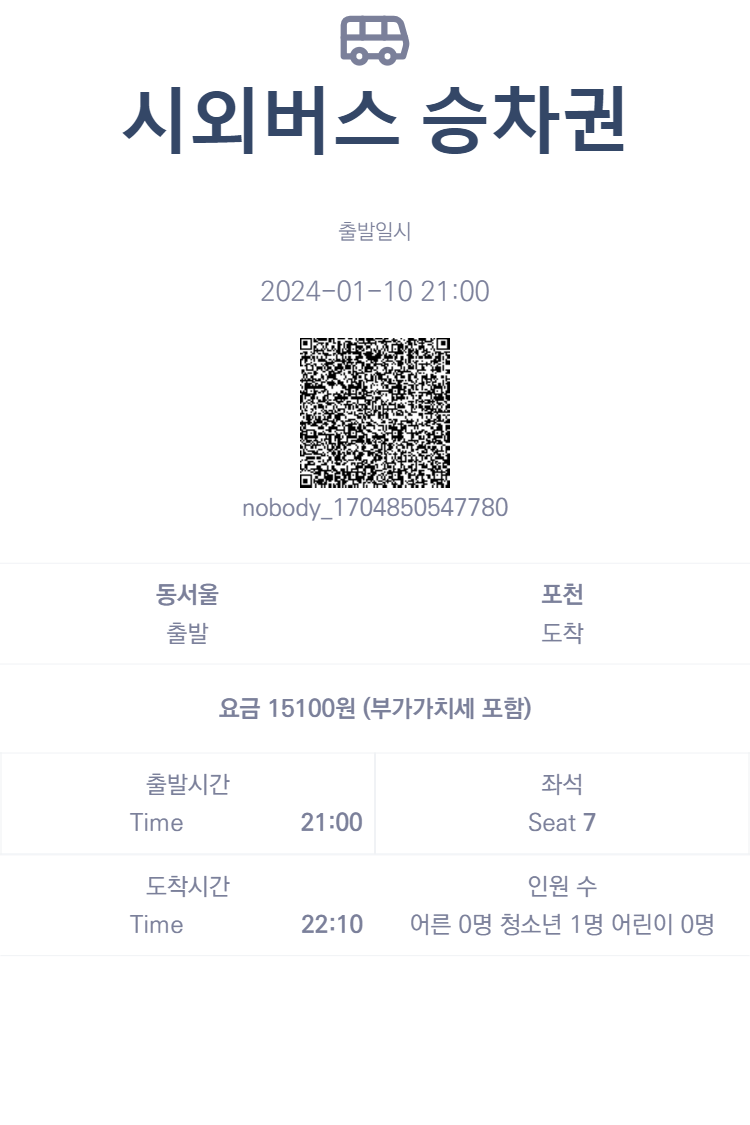 시외버스 승차권
출발일시
2024-01-10 21:00
nobody_1704850547780
동서울 포천
출발 도착
요금 15100원 (부가가치세 포함)
출발시간 좌석
Time 21:00 Seat 7
도착시간 인원 수
Time 22:10 어른 0명 청소년 1명 어린이 0명